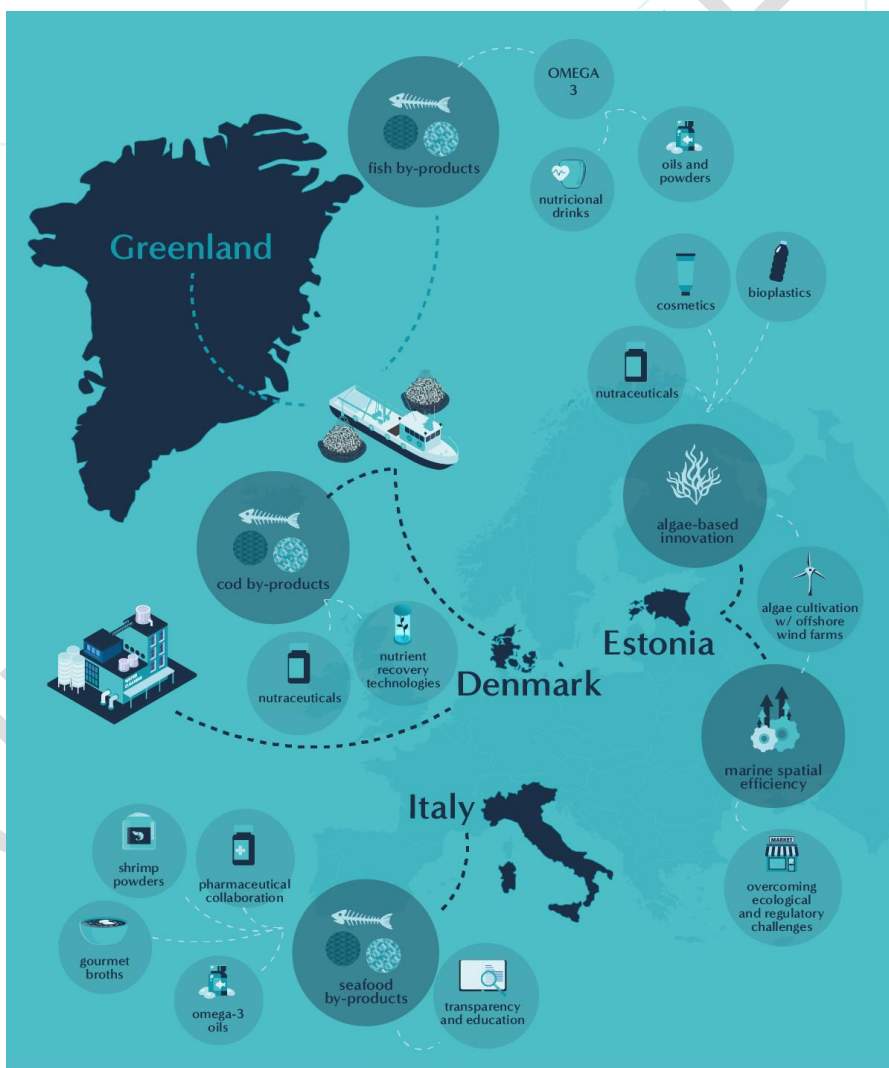 OMEGA
3
fish by-products
oils and
powders
nutricional
drinks
Greenland
cosmetics
bioplastics
nutraceuticals
algae-based
innovation
cod by-products
algae cultivation
w/ offshore
wind farms
Estonia
nutrient
recovery
technologies
nutraceuticals
Denmark
marine spatial
efficiency
Italy
MARKET
overcoming
ecological
and regulatory
challenges
shrimp
powders
pharmaceutical
collaboration
gourmet
broths
seafood
by-products
omega-3
oils
transparency
and education